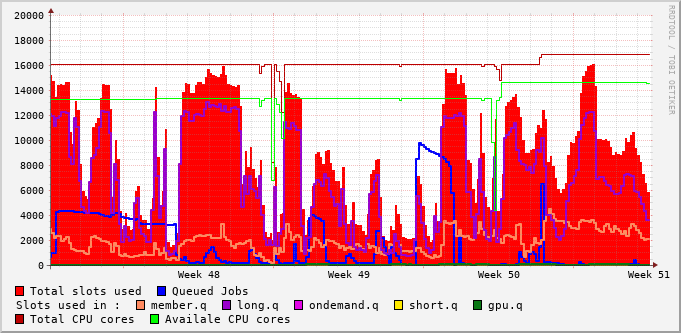 20000
18000
16000
14000
12000
10000
8000
6000
4000
2000
0
Week 48 Week 49 Week 50 Week 51
RRDTOOL / TOBI OETIKER
Total slots used Queued Jobs
Slots used in : member.q long.q ondemand.q short.q gpu.q
Total CPU cores Availale CPU cores